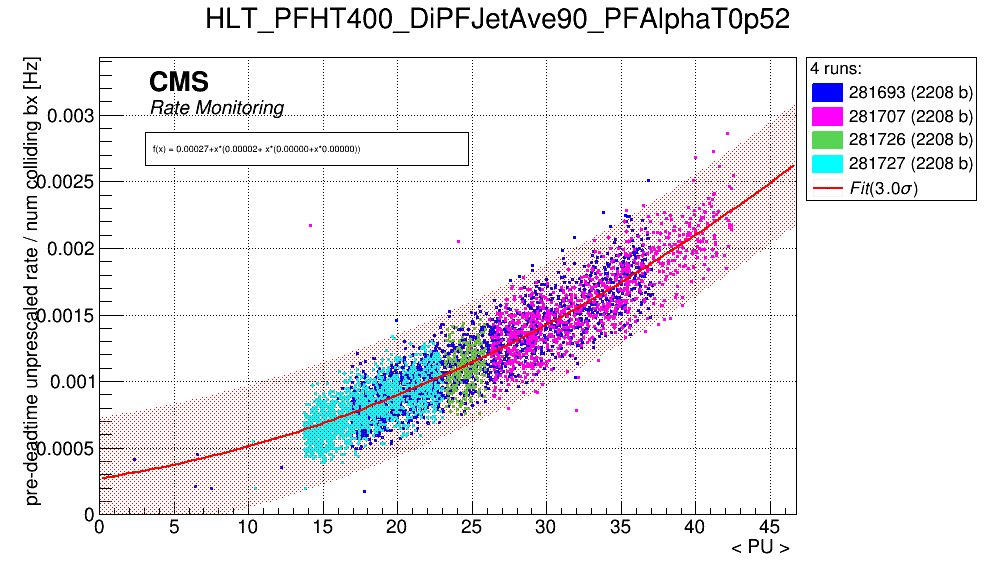 HLT_PFHT400_DiPFJetAve90_PFAlphaT0p52
pre-deadtime unprescaled rate / num colliding bx [Hz]
CMS
Rate Monitoring
f(x) = 0.00027+x*(0.00002+ x*(0.00000+x*0.00000))
0.003
0.0025
0.002
0.0015
0.001
0.0005
0
0 5 10 15 20 25 30 35 40 45
< PU >
4 runs:
281693 (2208 b)
281707 (2208 b)
281726 (2208 b)
281727 (2208 b)
Fit(3.0σ)